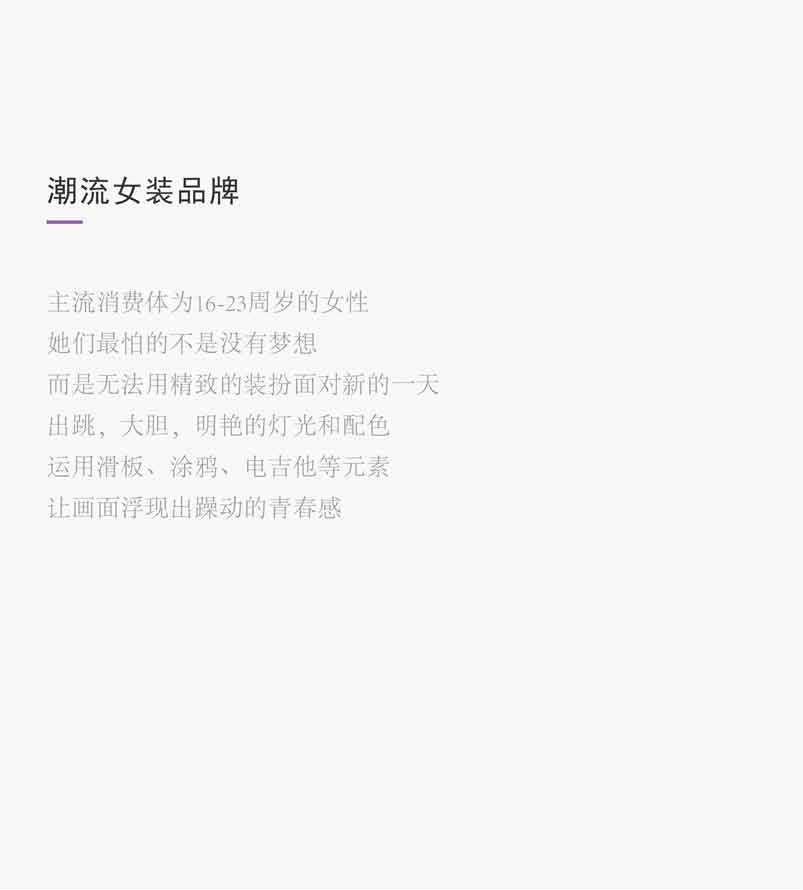 潮流女装品牌
主流消费体为16-23周岁的女性
她们最怕的不是没有梦想
而是无法用精致的装扮面对新的一天
出跳，大胆，明艳的灯光和配色
运用滑板、涂鸦、电吉他等元素
让画面浮现出躁动的青春感